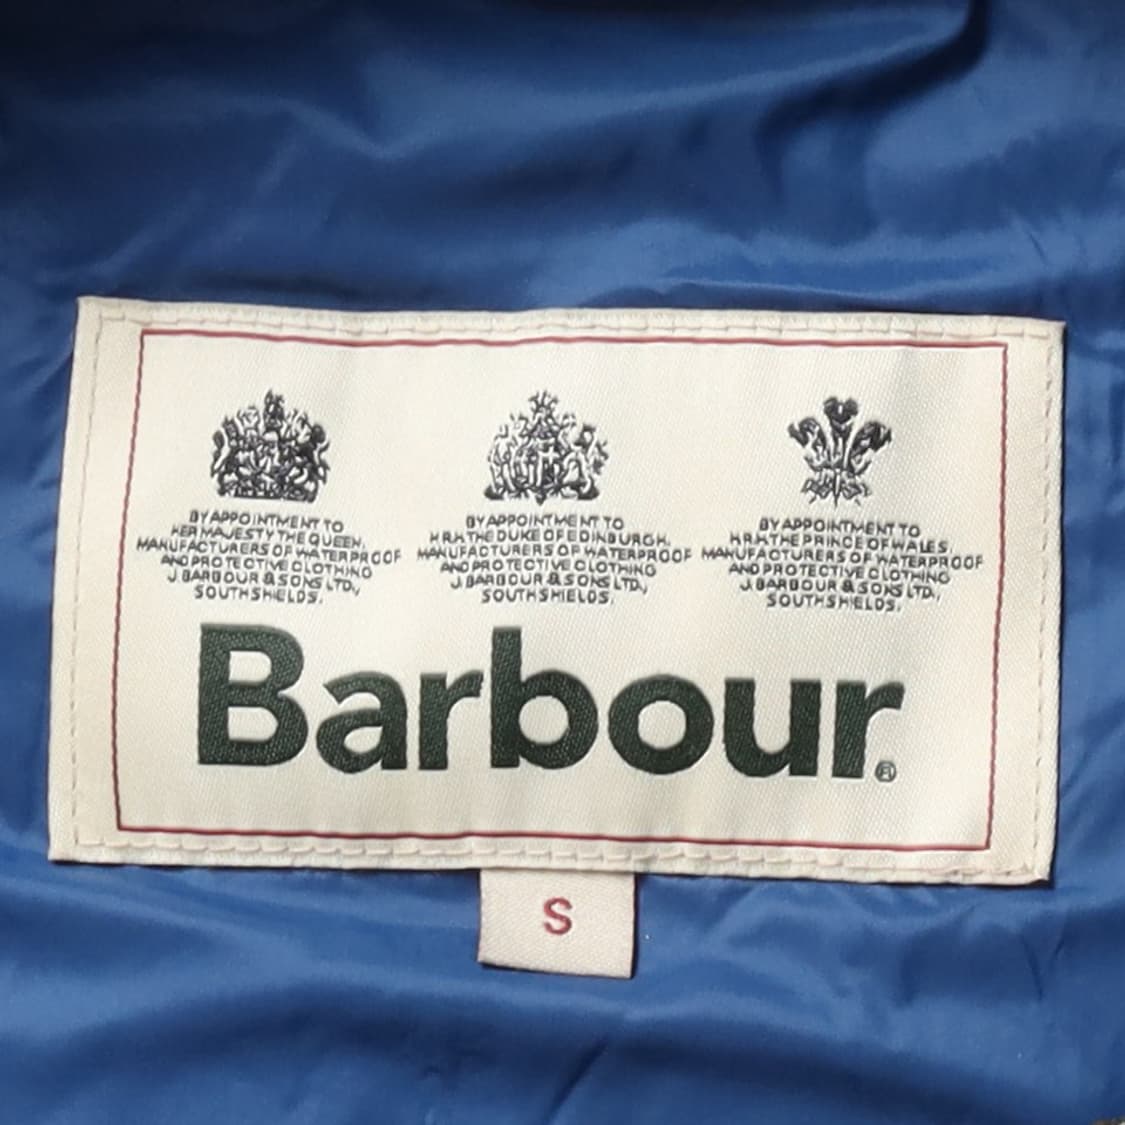 BY APPOINTMENT TO
HER MAJESTY THE QUEEN.
MANUFACTURERS OF WATERPROOF
AND PROTECTIVE CLOTHING
J. BARBOUR & SONS LTD,
SOUTH SHIELDS.
BY APPOINTMENT TO
H.R.H. THE DUKE OF EDINBURGH.
MANUFACTURERS OF WATERPROOF
AND PROTECTIVE CLOTHING
J. BARBOUR & SONS LTD,
SOUTH SHIELDS.
BY APPOINTMENT TO
H.R.H. THE PRINCE OF WALES,
MANUFACTURERS OF WATERPROOF
AND PROTECTIVE CLOTHING
J. BARBOUR & SONS LTD,
SOUTH SHIELDS.
Barbour®
S